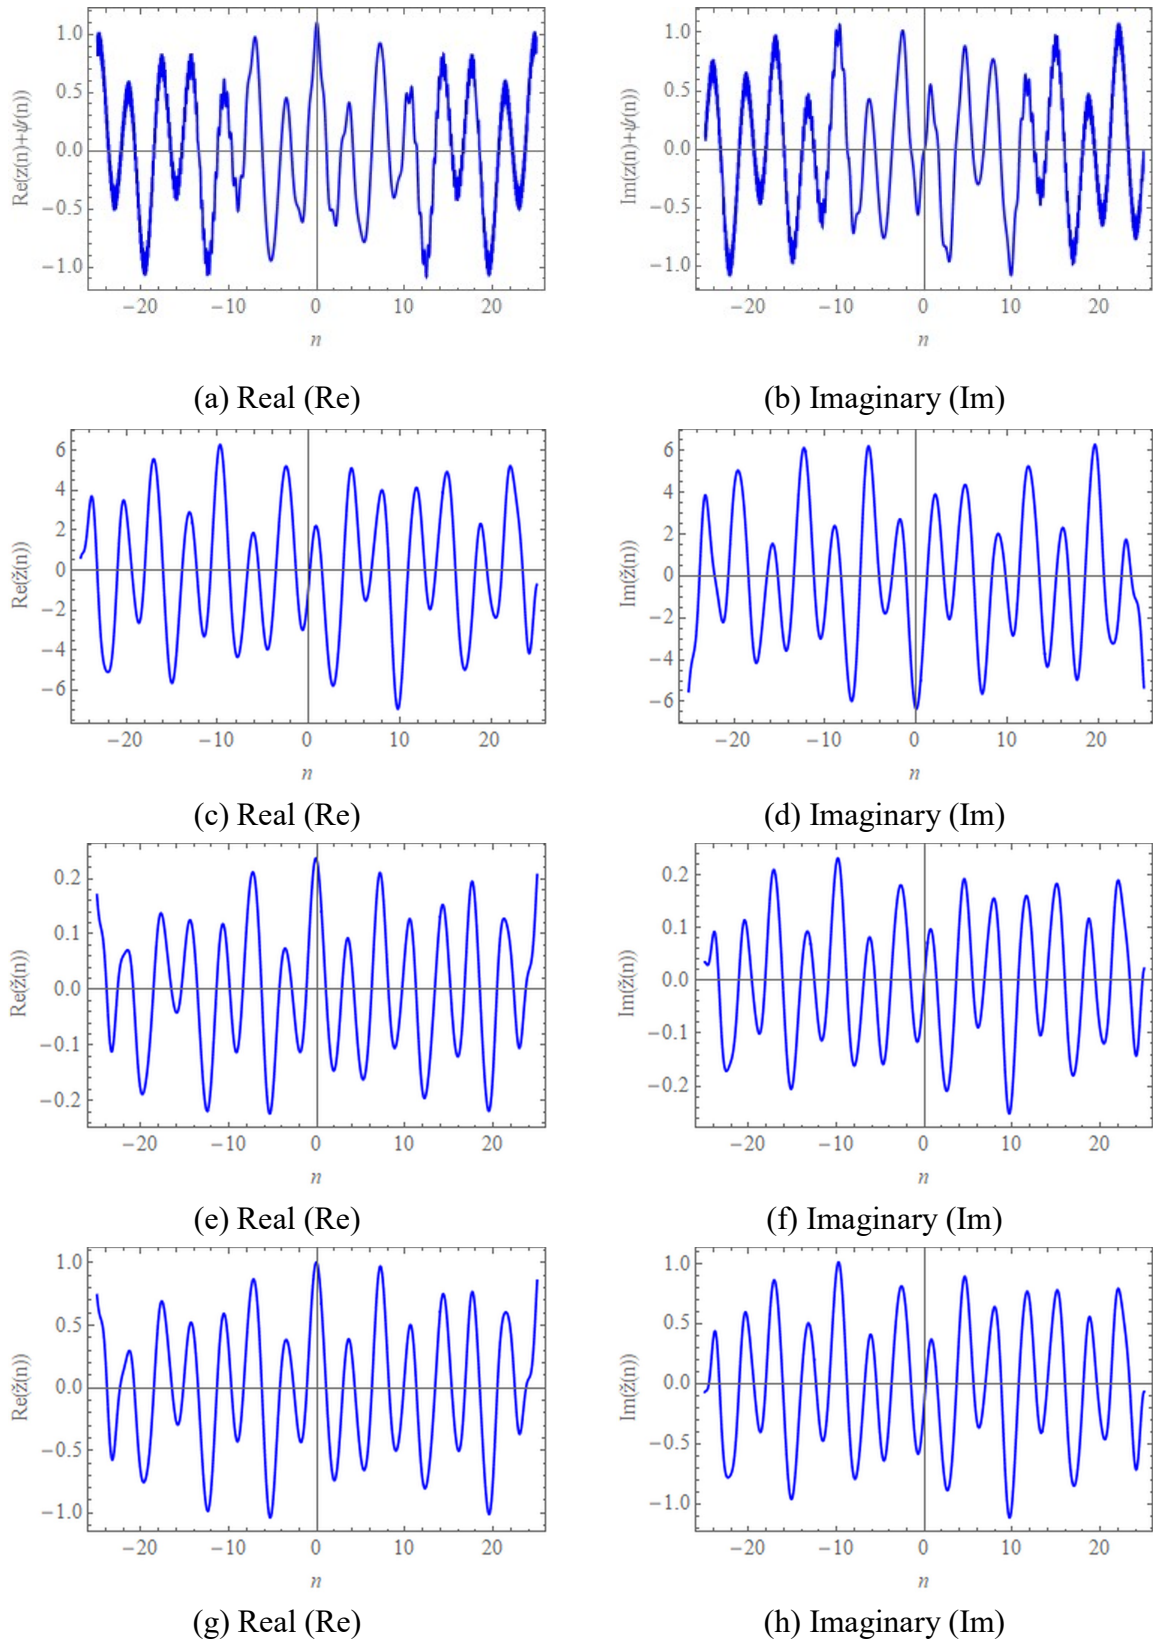 Re(z(n)+ψ(n))
1.0
0.5
0.0
−0.5
−1.0
−20 −10 0 10 20
n
(a) Real (Re)
Im(z(n)+ψ(n))
1.0
0.5
0.0
−0.5
−1.0
−20 −10 0 10 20
n
(b) Imaginary (Im)
Re(ž(n))
6
4
2
0
−2
−4
−6
−20 −10 0 10 20
n
(c) Real (Re)
Im(ž(n))
6
4
2
0
−2
−4
−6
−20 −10 0 10 20
n
(d) Imaginary (Im)
Re(ž(n))
0.2
0.1
0.0
−0.1
−0.2
−20 −10 0 10 20
n
(e) Real (Re)
Im(ž(n))
0.2
0.1
0.0
−0.1
−0.2
−20 −10 0 10 20
n
(f) Imaginary (Im)
Re(ž(n))
1.0
0.5
0.0
−0.5
−1.0
−20 −10 0 10 20
n
(g) Real (Re)
Im(ž(n))
1.0
0.5
0.0
−0.5
−1.0
−20 −10 0 10 20
n
(h) Imaginary (Im)